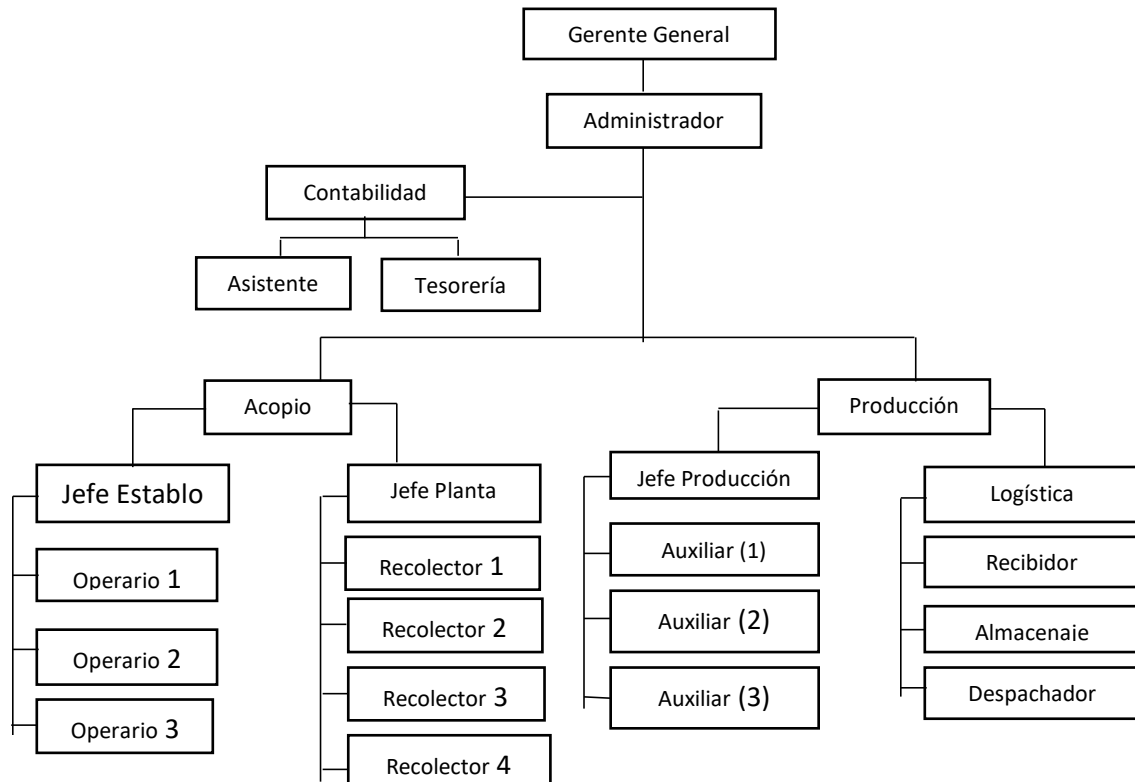 Gerente General
Administrador
Contabilidad
Asistente
Tesorería
Acopio
Producción
Jefe Establo
Jefe Planta
Jefe Producción
Logística
Operario 1
Recolector 1
Auxiliar (1)
Recibidor
Operario 2
Recolector 2
Auxiliar (2)
Almacenaje
Operario 3
Recolector 3
Auxiliar (3)
Despachador
Recolector 4